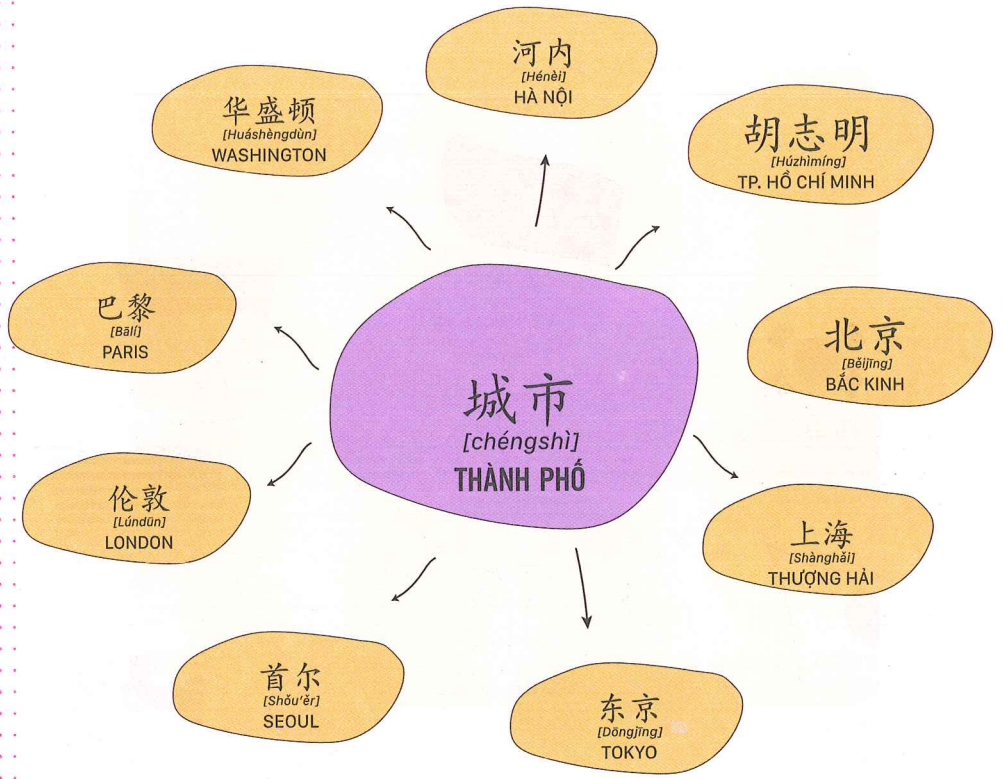 河内
[Hénèi]
HÀ NỘI
华盛顿
[Huáshèngdùn]
WASHINGTON
胡志明
[Húzhìmíng]
TP. HỒ CHÍ MINH
巴黎
[Bālí]
PARIS
北京
[Běijīng]
BẮC KINH
城市
[chéngshì]
THÀNH PHỐ
伦敦
[Lúndūn]
LONDON
上海
[Shànghǎi]
THƯỢNG HẢI
首尔
[Shǒu'ěr]
SEOUL
东京
[Dōngjīng]
TOKYO